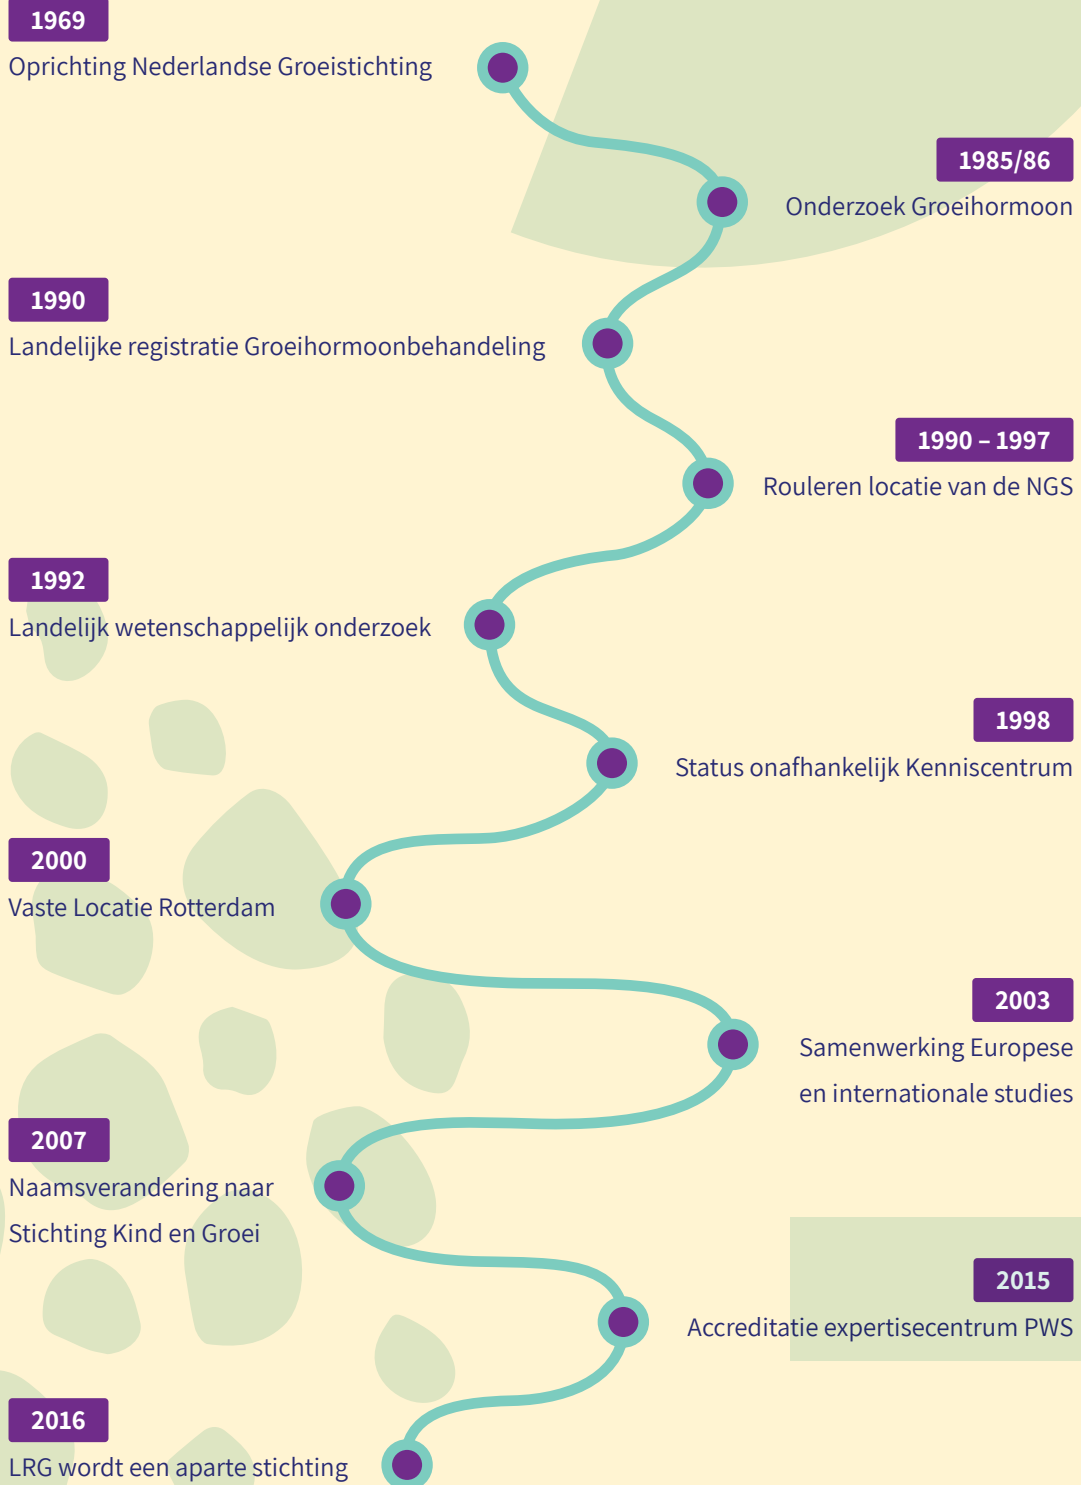 1969
Oprichting Nederlandse Groeistichting
1985/86
Onderzoek Groeihormoon
1990
Landelijke registratie Groeihormoonbehandeling
1990 – 1997
Rouleren locatie van de NGS
1992
Landelijk wetenschappelijk onderzoek
1998
Status onafhankelijk Kenniscentrum
2000
Vaste Locatie Rotterdam
2003
Samenwerking Europese
en internationale studies
2007
Naamsverandering naar
Stichting Kind en Groei
2015
Accreditatie expertisecentrum PWS
2016
LRG wordt een aparte stichting